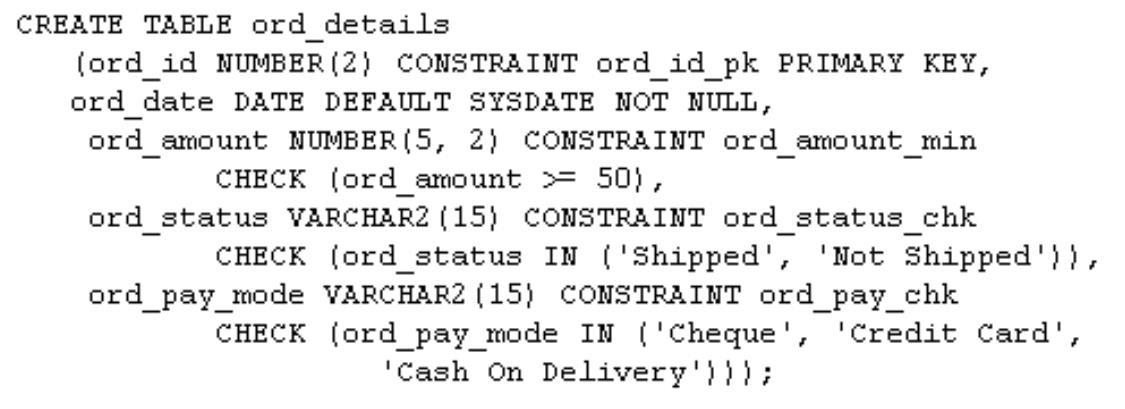 CREATE TABLE ord_details
(ord_id NUMBER(2) CONSTRAINT ord_id_pk PRIMARY KEY,
ord_date DATE DEFAULT SYSDATE NOT NULL,
ord_amount NUMBER(5, 2) CONSTRAINT ord_amount_min
CHECK (ord_amount >= 50),
ord_status VARCHAR2(15) CONSTRAINT ord_status_chk
CHECK (ord_status IN ('Shipped', 'Not Shipped')),
ord_pay_mode VARCHAR2(15) CONSTRAINT ord_pay_chk
CHECK (ord_pay_mode IN ('Cheque', 'Credit Card',
'Cash On Delivery')));